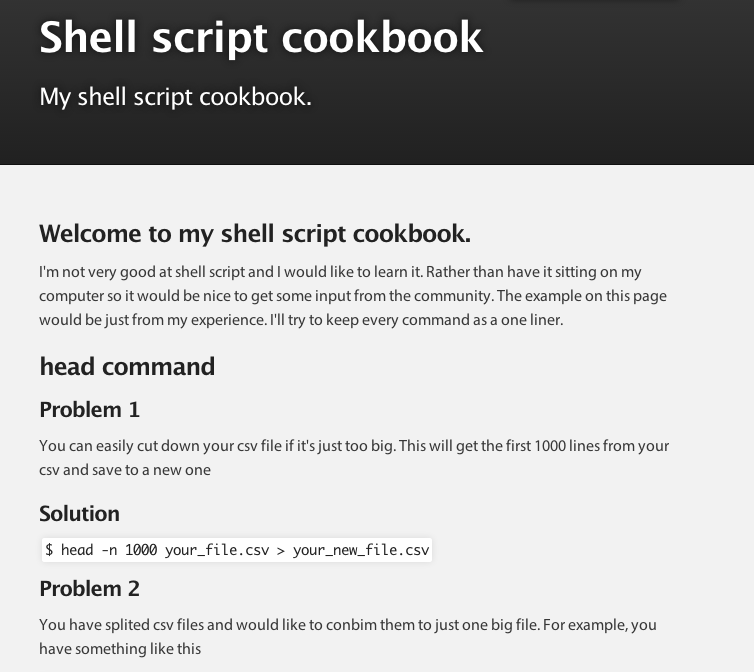 Shell script cookbook
My shell script cookbook.
Welcome to my shell script cookbook.
I'm not very good at shell script and I would like to learn it. Rather than have it sitting on my
computer so it would be nice to get some input from the community. The example on this page
would be just from my experience. I'll try to keep every command as a one liner.
head command
Problem 1
You can easily cut down your csv file if it's just too big. This will get the first 1000 lines from your
csv and save to a new one
Solution
$ head -n 1000 your_file.csv > your_new_file.csv
Problem 2
You have splited csv files and would like to conbim them to just one big file. For example, you
have something like this